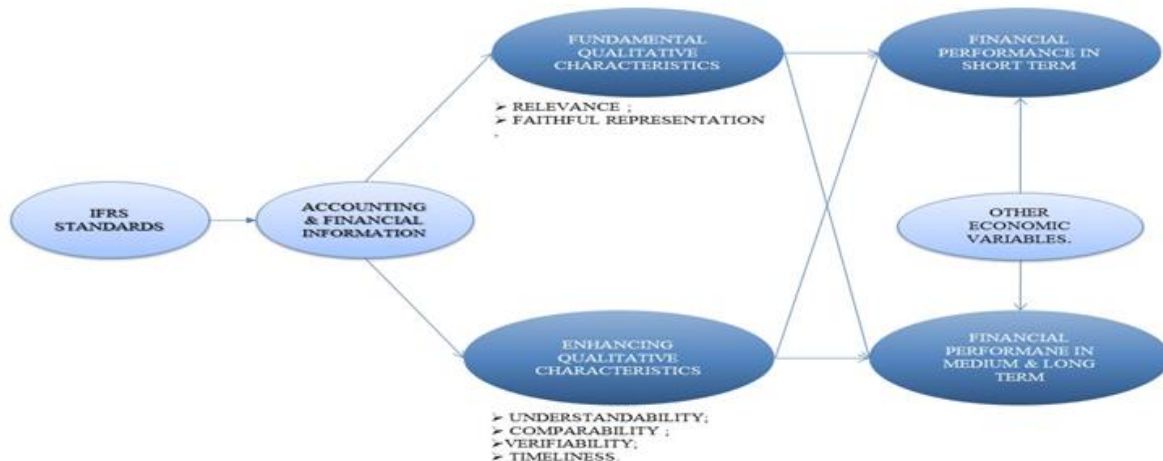 FUNDAMENTAL
QUALITATIVE
CHARACTERISTICS
➢ RELEVANCE ;
➢ FAITHFUL REPRESENTATION
.
FINANCIAL
PERFORMANCE IN
SHORT TERM
IFRS
STANDARDS
ACCOUNTING
& FINANCIAL
INFORMATION
OTHER
ECONOMIC
VARIABLES.
ENHANCING
QUALITATIVE
CHARACTERISTICS
➢ UNDERSTANDABILITY;
➢ COMPARABILITY ;
➢VERIFIABILITY;
➢ TIMELINESS.
FINANCIAL
PERFORMANE IN
MEDIUM & LONG
TERM